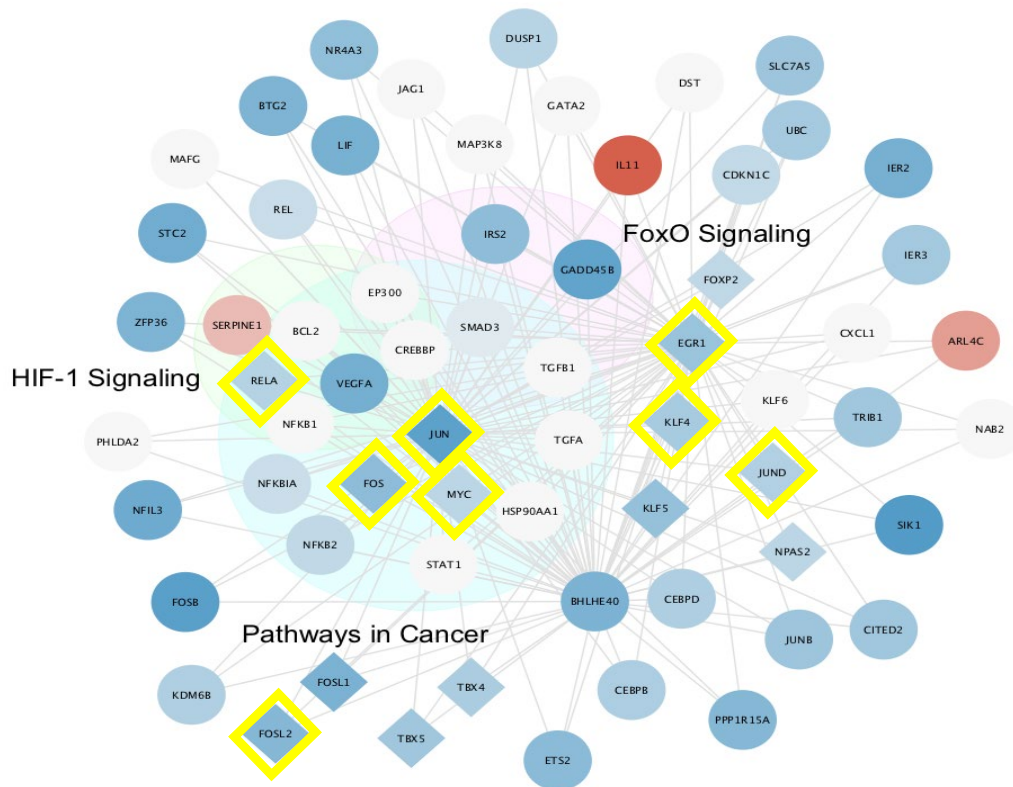 DUSP1
NR4A3
SLC7A5
JAG1
DST
BTG2
GATA2
UBC
LIF
MAP3K8
MAFG
IL11
IER2
CDKN1C
REL
STC2
IRS2
FoxO Signaling
IER3
GADD45B
FOXP2
EP300
ZFP36
SERPINE1
BCL2
SMAD3
CXCL1
ARL4C
EGR1
CREBBP
TGFB1
HIF-1 Signaling
RELA
VEGFA
KLF6
TRIB1
NFKB1
KLF4
NAB2
PHLDA2
JUN
TGFA
JUND
NFKBIA
FOS
MYC
HSP90AA1
KLF5
NFIL3
SIK1
NFKB2
NPAS2
STAT1
FOSB
BHLHE40
CEBPD
CITED2
Pathways in Cancer
JUNB
FOSL1
TBX4
CEBPB
KDM6B
PPP1R15A
FOSL2
TBX5
ETS2